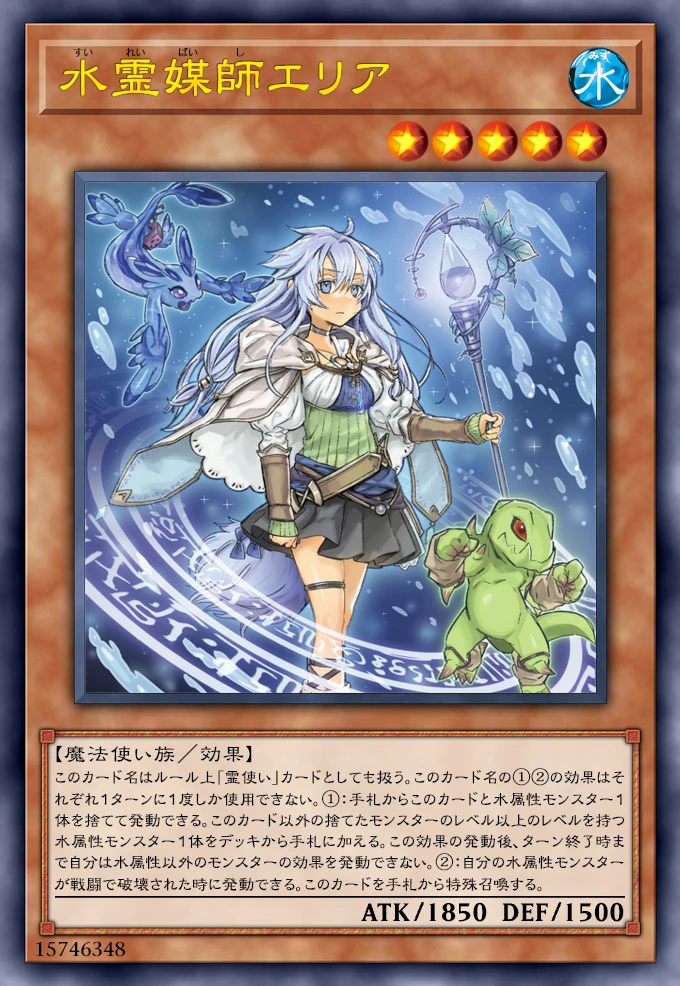 すい れい ばい し
水霊媒師エリア
みず
水
【魔法使い族／効果】
このカード名はルール上「霊使い」カードとしても扱う。このカード名の①②の効果はそ
れぞれ１ターンに１度しか使用できない。①：手札からこのカードと水属性モンスター１
体を捨てて発動できる。このカード以外の捨てたモンスターのレベル以上のレベルを持つ
水属性モンスター１体をデッキから手札に加える。この効果の発動後、ターン終了時ま
で自分は水属性以外のモンスターの効果を発動できない。②：自分の水属性モンスター
が戦闘で破壊された時に発動できる。このカードを手札から特殊召喚する。
ATK/1850 DEF/1500
15746348